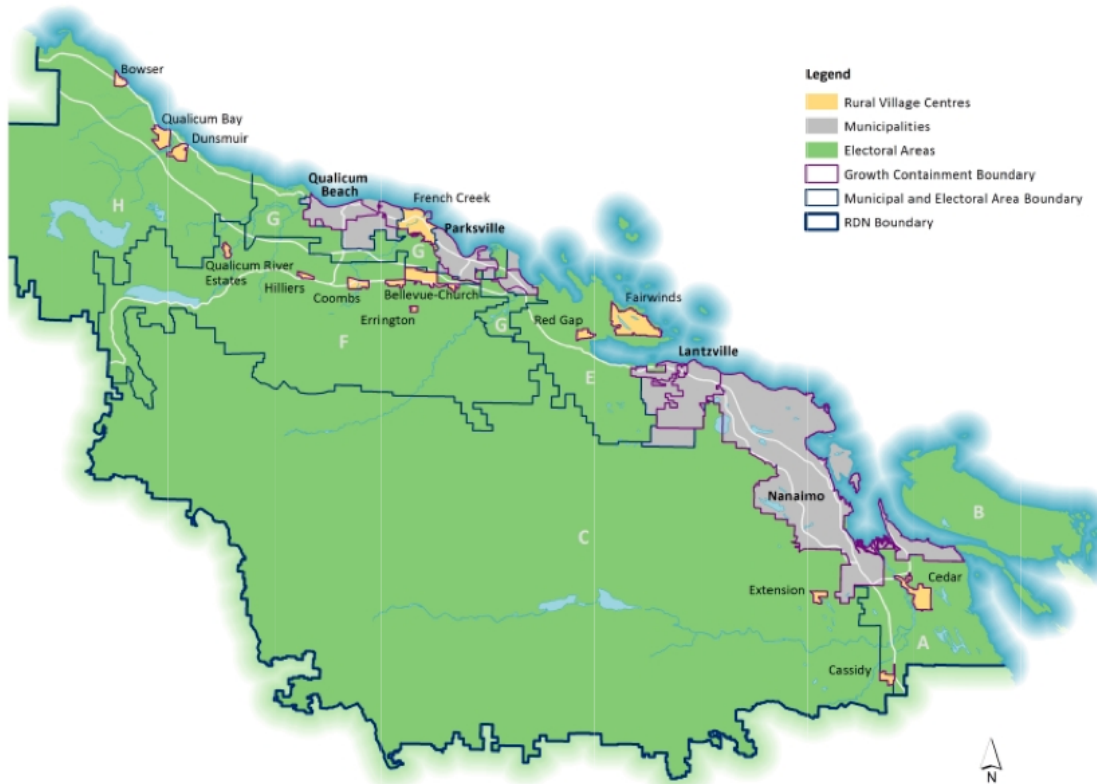 Bowser
Qualicum Bay
Dunsmuir
Qualicum
Beach
French Creek
Parksville
H
G
G
Qualicum River
Estates
Hilliers
Coombs
Bellevue-Church
Errington
F
G
Red Gap
Fairwinds
Lantzville
E
Nanaimo
C
B
Extension
Cedar
A
Cassidy
Legend
Rural Village Centres
Municipalities
Electoral Areas
Growth Containment Boundary
Municipal and Electoral Area Boundary
RDN Boundary
N